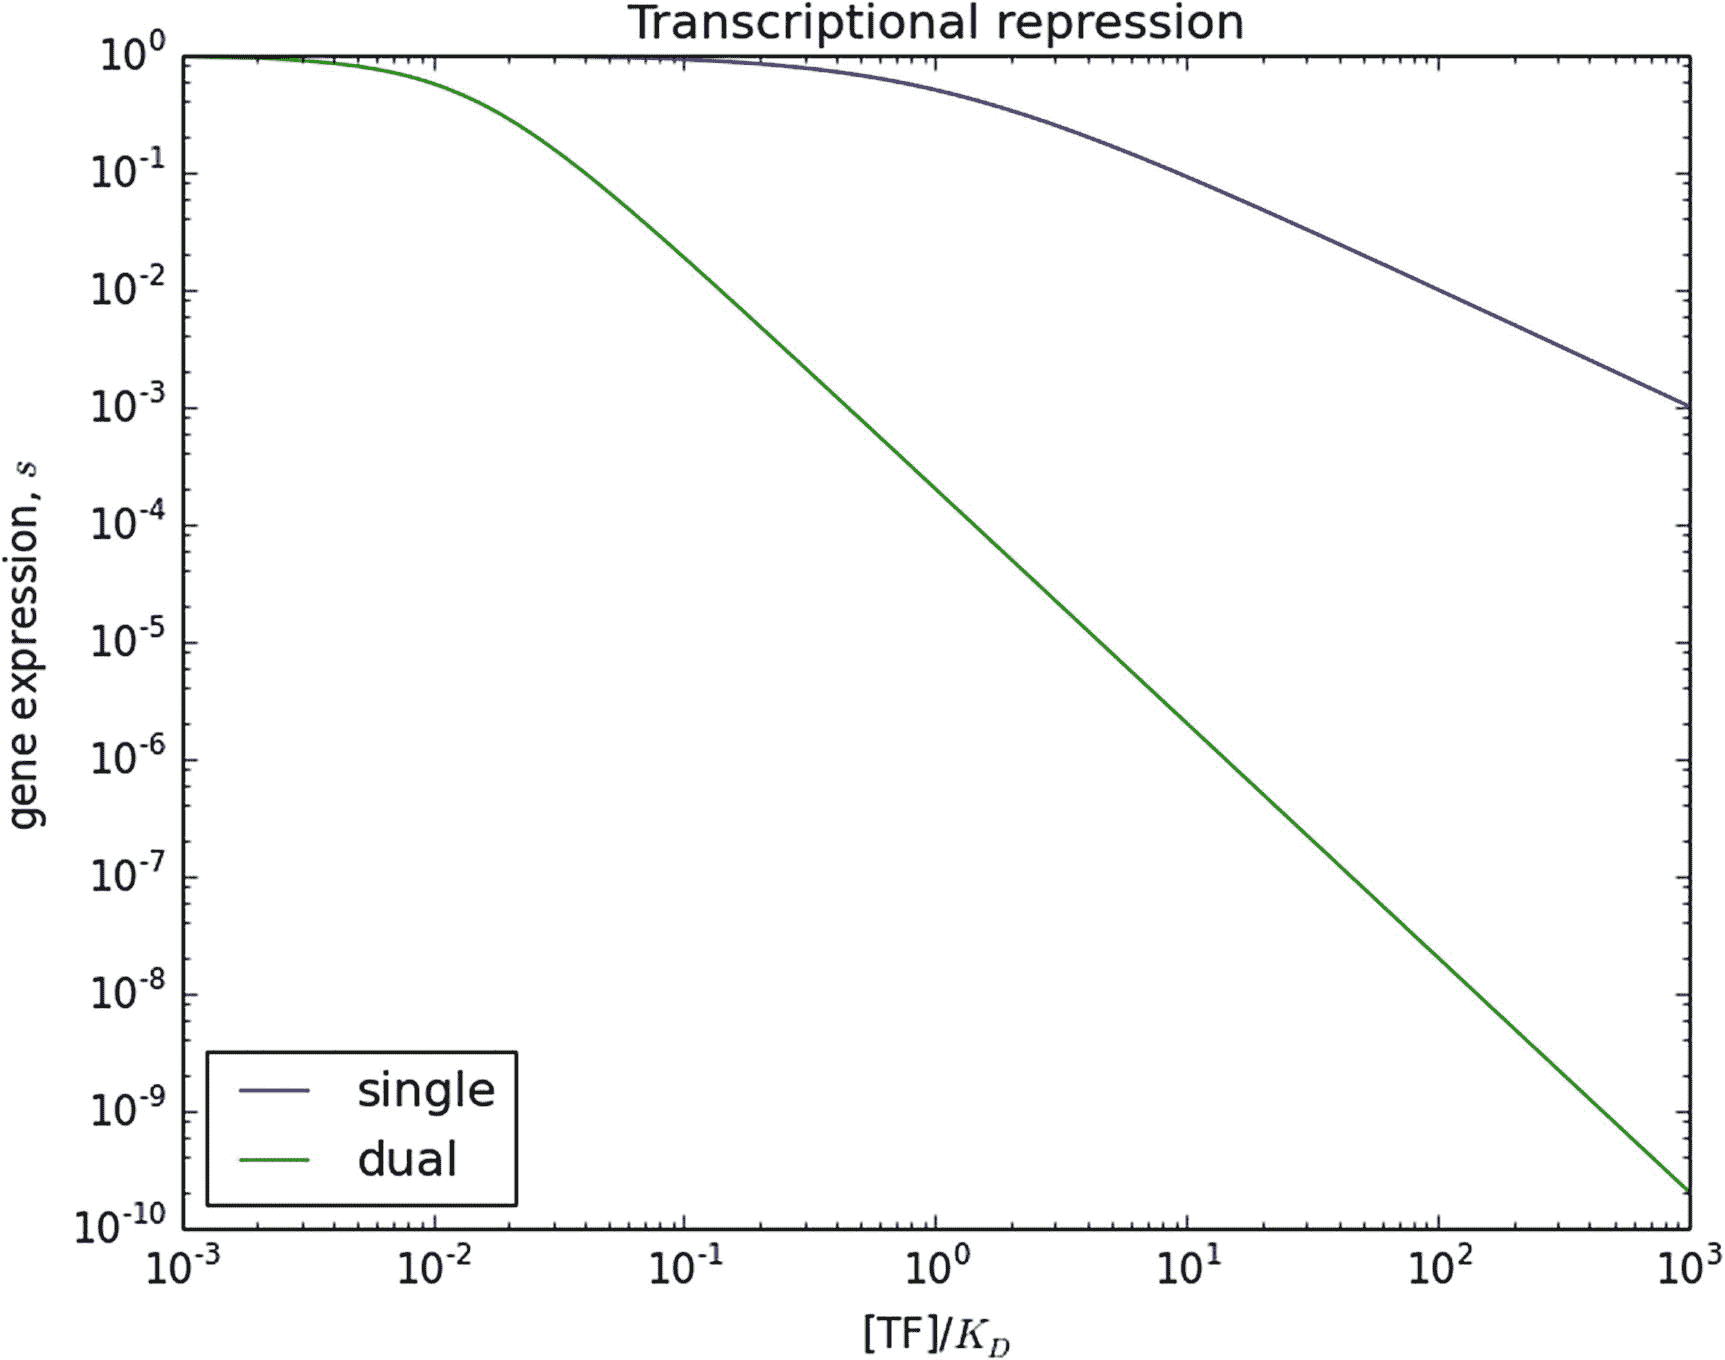 Transcriptional repression
10^0
10^-1
10^-2
10^-3
10^-4
10^-5
10^-6
10^-7
10^-8
10^-9
10^-10
gene expression, s
single
dual
10^-3 10^-2 10^-1 10^0 10^1 10^2 10^3
[TF]/K_D